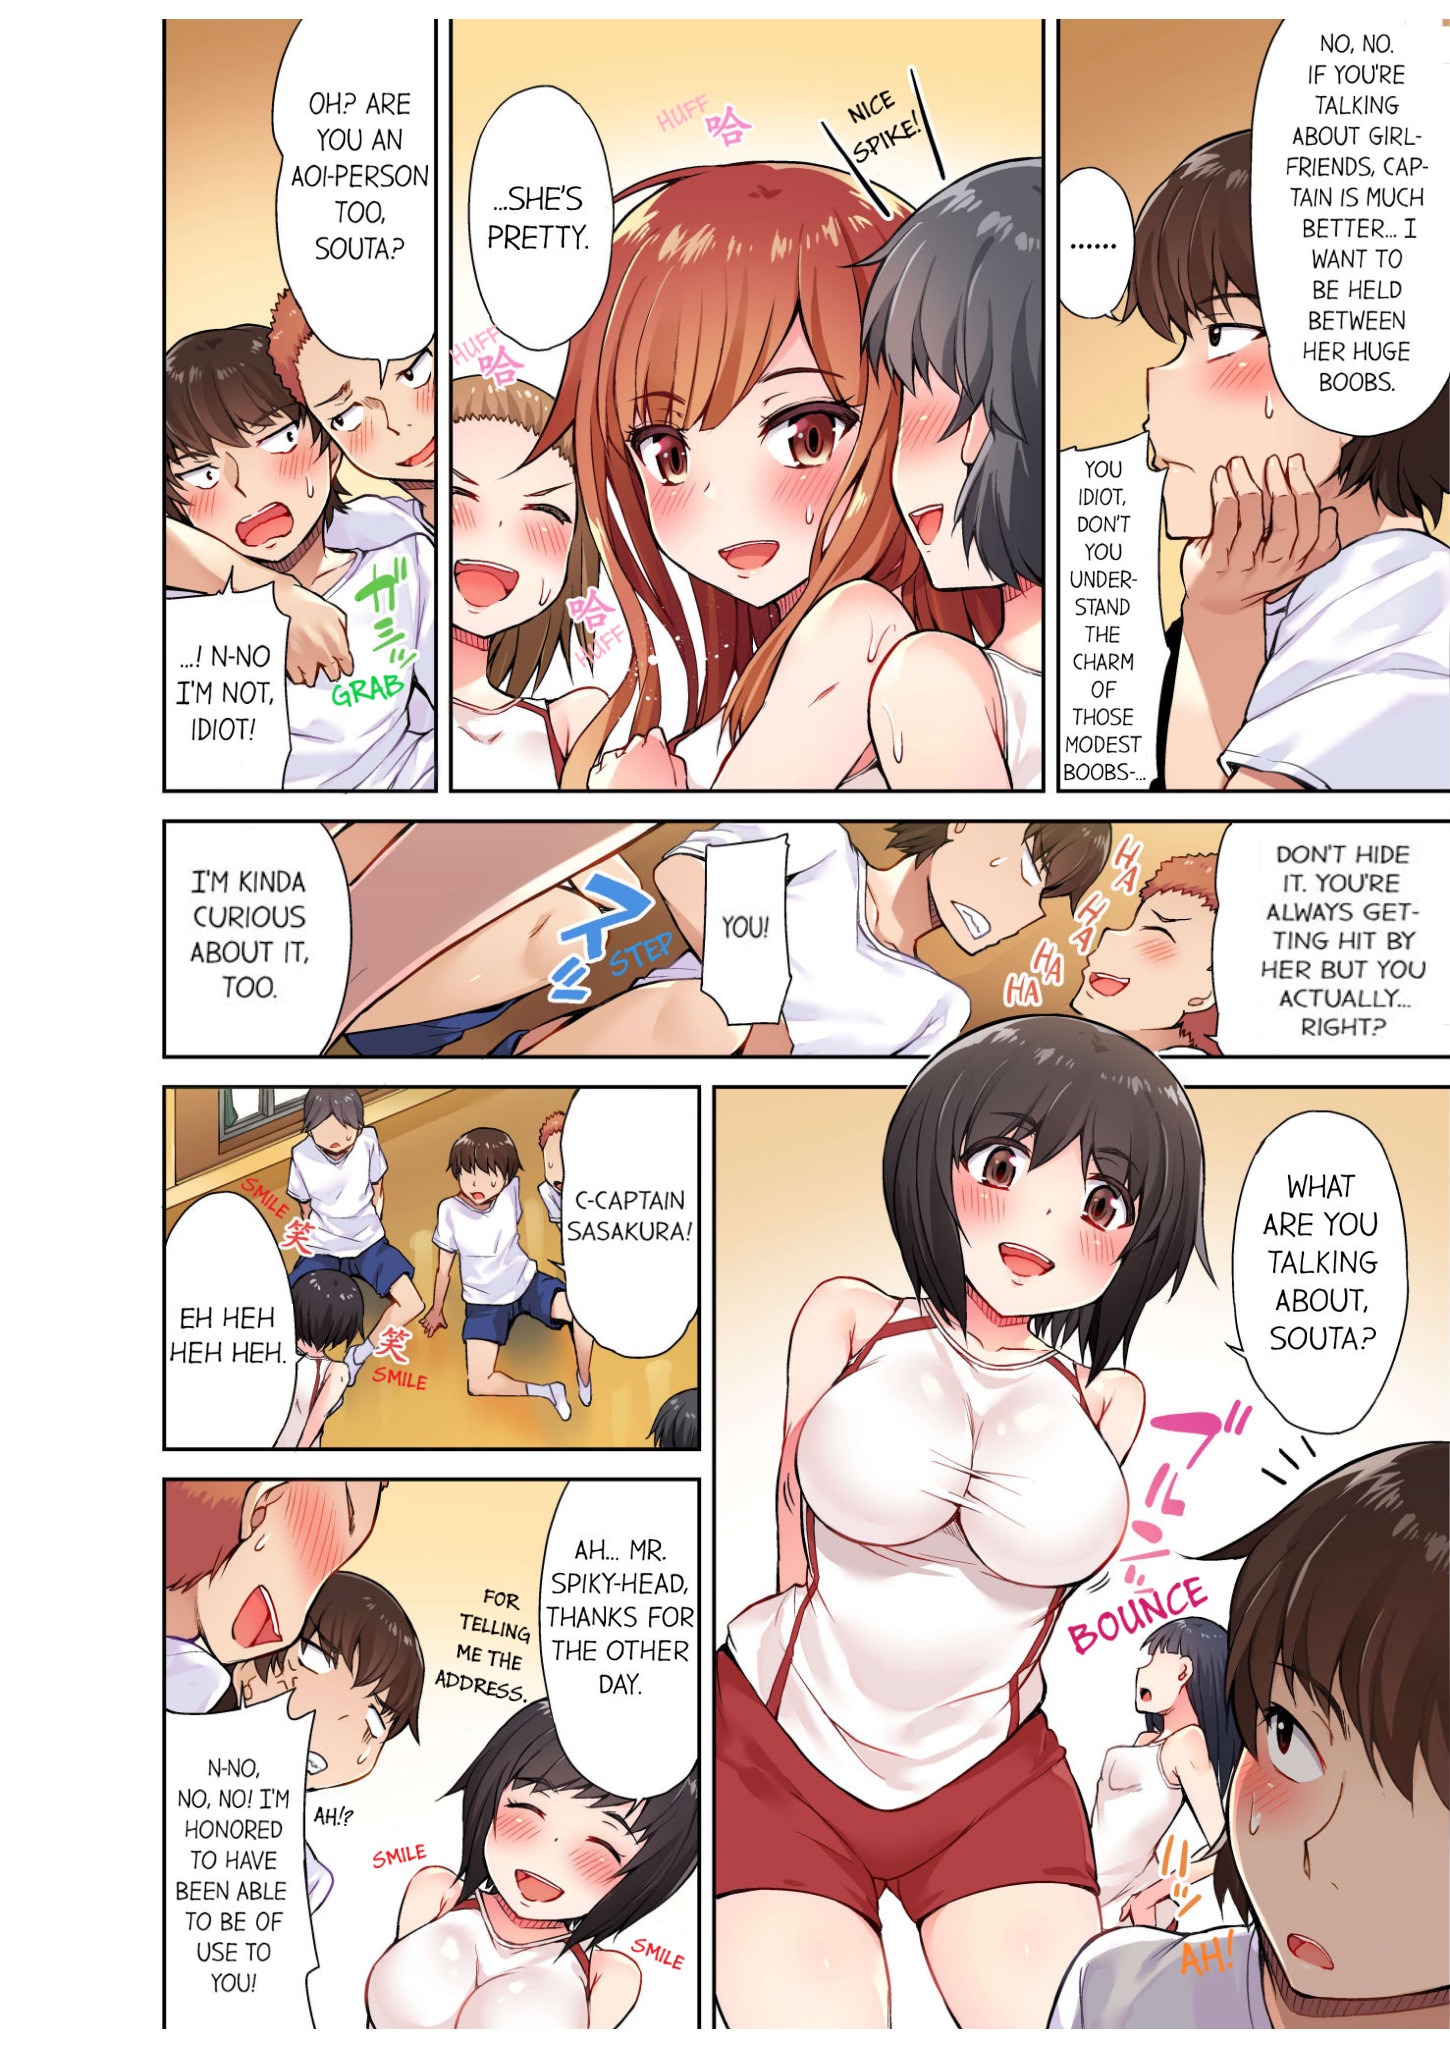 NO, NO.
IF YOU'RE
TALKING
ABOUT GIRL-
FRIENDS, CAP-
TAIN IS MUCH
BETTER... I
WANT TO
BE HELD
BETWEEN
HER HUGE
BOOBS.
......
YOU
IDIOT,
DON'T
YOU
UNDER-
STAND
THE
CHARM
OF
THOSE
MODEST
BOOBS-...
NICE
SPIKE!
HUFF
哈
...SHE'S
PRETTY.
HUFF
哈
哈
HUFF
OH? ARE
YOU AN
AOI-PERSON
TOO,
SOUTA?
ガシッ
GRAB
...! N-NO
I'M NOT,
IDIOT!
DON'T HIDE
IT. YOU'RE
ALWAYS GET-
TING HIT BY
HER BUT YOU
ACTUALLY...
RIGHT?
HA
HA
HA
HA
YOU!
STEP
I'M KINDA
CURIOUS
ABOUT IT,
TOO.
WHAT
ARE YOU
TALKING
ABOUT,
SOUTA?
ブルンッ
BOUNCE
AH!
C-CAPTAIN
SASAKURA!
SMILE
笑
笑
SMILE
EH HEH
HEH HEH.
AH... MR.
SPIKY-HEAD,
THANKS FOR
THE OTHER
DAY.
FOR
TELLING
ME THE
ADDRESS.
SMILE
SMILE
AH!?
N-NO,
NO, NO! I'M
HONORED
TO HAVE
BEEN ABLE
TO BE OF
USE TO
YOU!